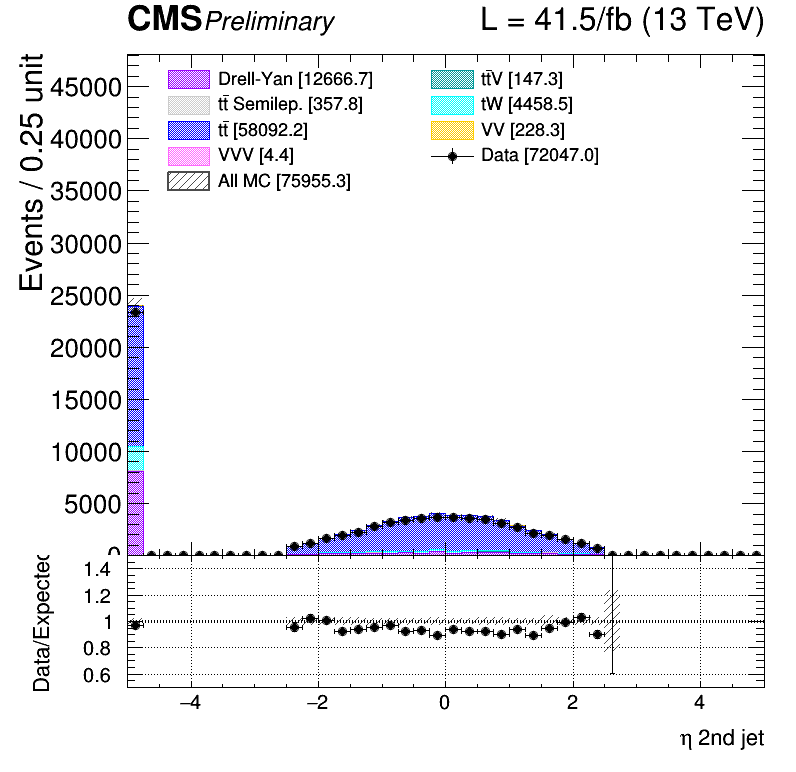 CMS Preliminary L = 41.5/fb (13 TeV)
Events / 0.25 unit
45000
40000
35000
30000
25000
20000
15000
10000
5000
0
Drell-Yan [12666.7]
tt̄ Semilep. [357.8]
tt̄ [58092.2]
VVV [4.4]
All MC [75955.3]
tt̄V [147.3]
tW [4458.5]
VV [228.3]
Data [72047.0]
Data/Expected
1.4
1.2
1
0.8
0.6
−4 −2 0 2 4
η 2nd jet